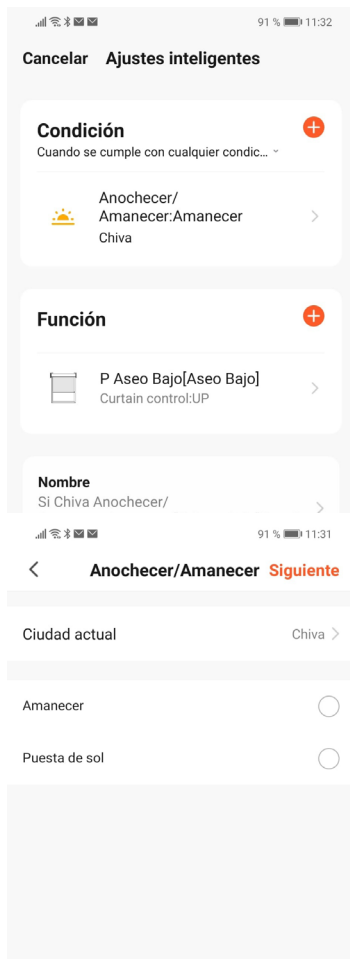 91 % 11:32
Cancelar Ajustes inteligentes
Condición
Cuando se cumple con cualquier condic...
Anochecer/
Amanecer:Amanecer
Chiva
Función
P Aseo Bajo[Aseo Bajo]
Curtain control:UP
Nombre
Si Chiva Anochecer/
91 % 11:31
Anochecer/Amanecer Siguiente
Ciudad actual Chiva
Amanecer
Puesta de sol